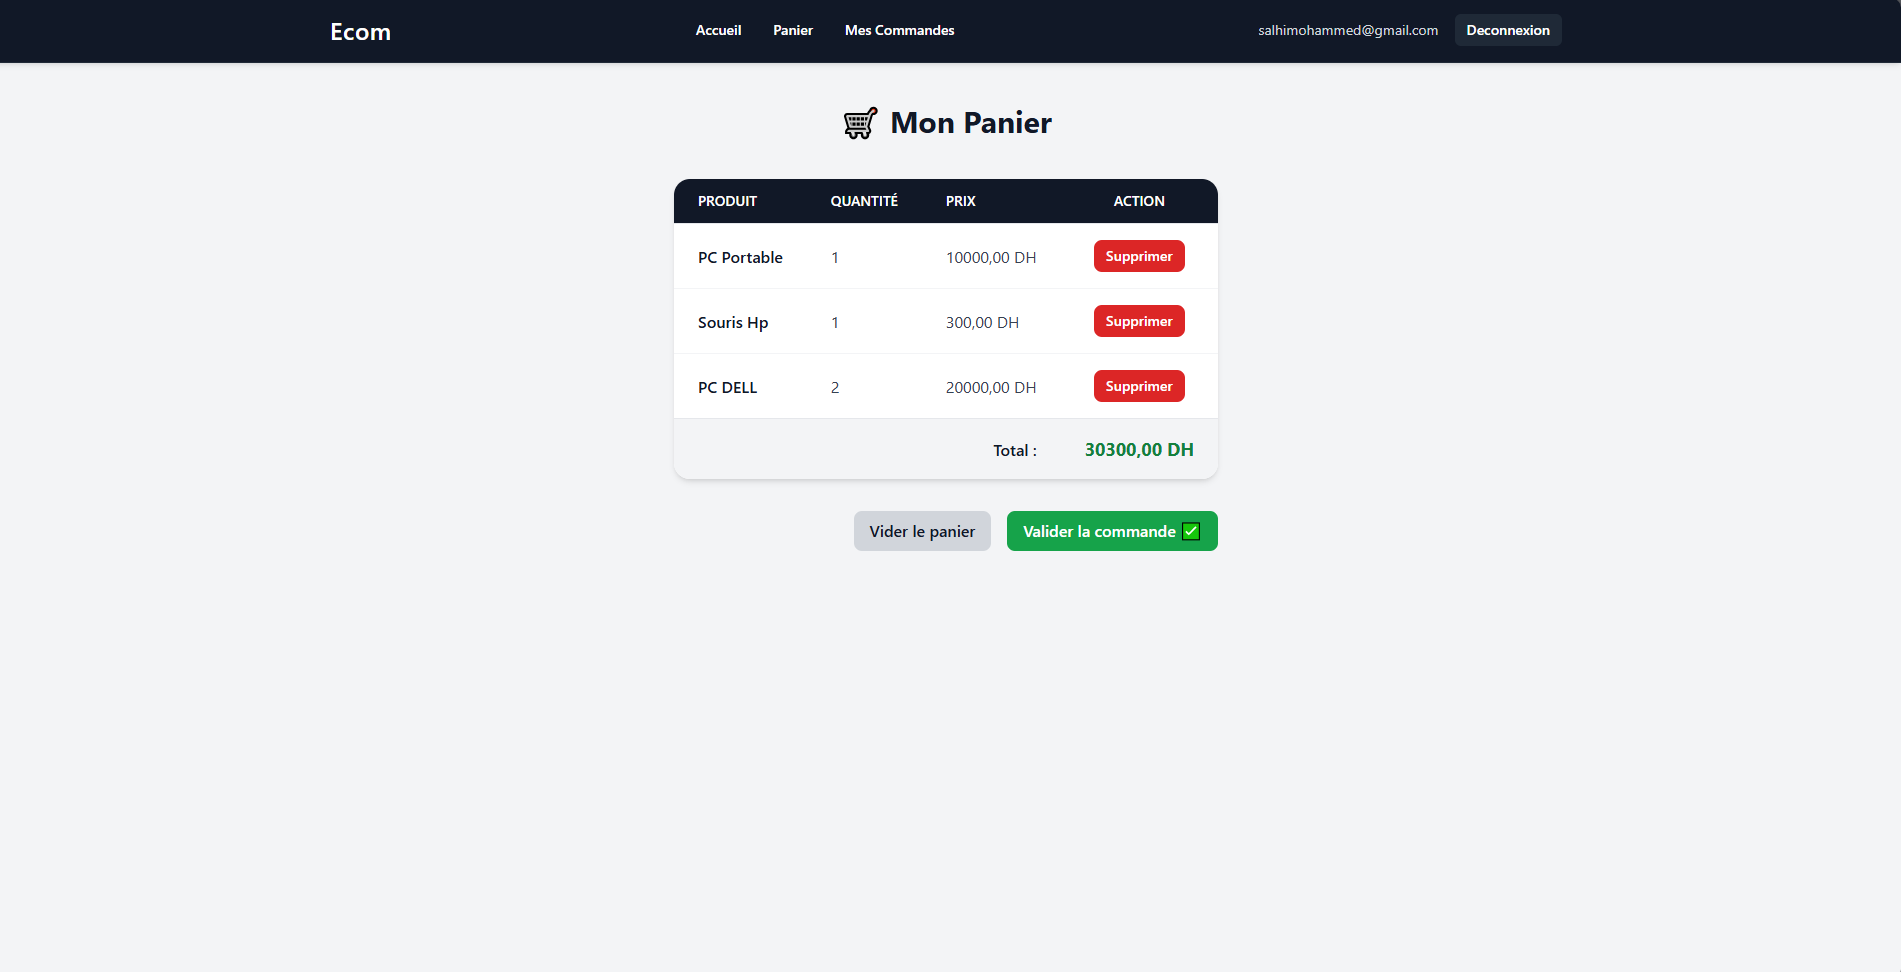 Ecom Accueil Panier Mes Commandes salhimohammed@gmail.com Deconnexion
Mon Panier
PRODUIT QUANTITÉ PRIX ACTION
PC Portable 1 10000,00 DH Supprimer
Souris Hp 1 300,00 DH Supprimer
PC DELL 2 20000,00 DH Supprimer
Total : 30300,00 DH
Vider le panier Valider la commande ✅